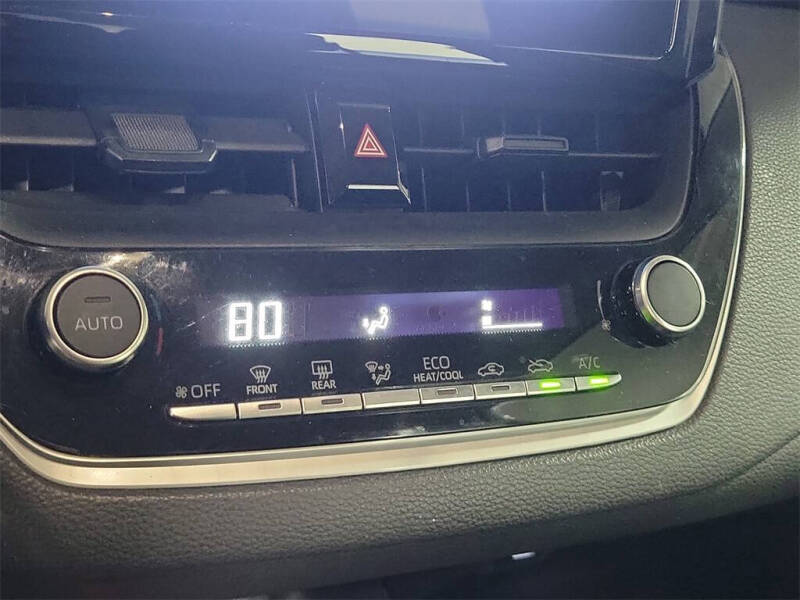 80
AUTO
OFF
FRONT
REAR
ECO
HEAT/COOL
A/C